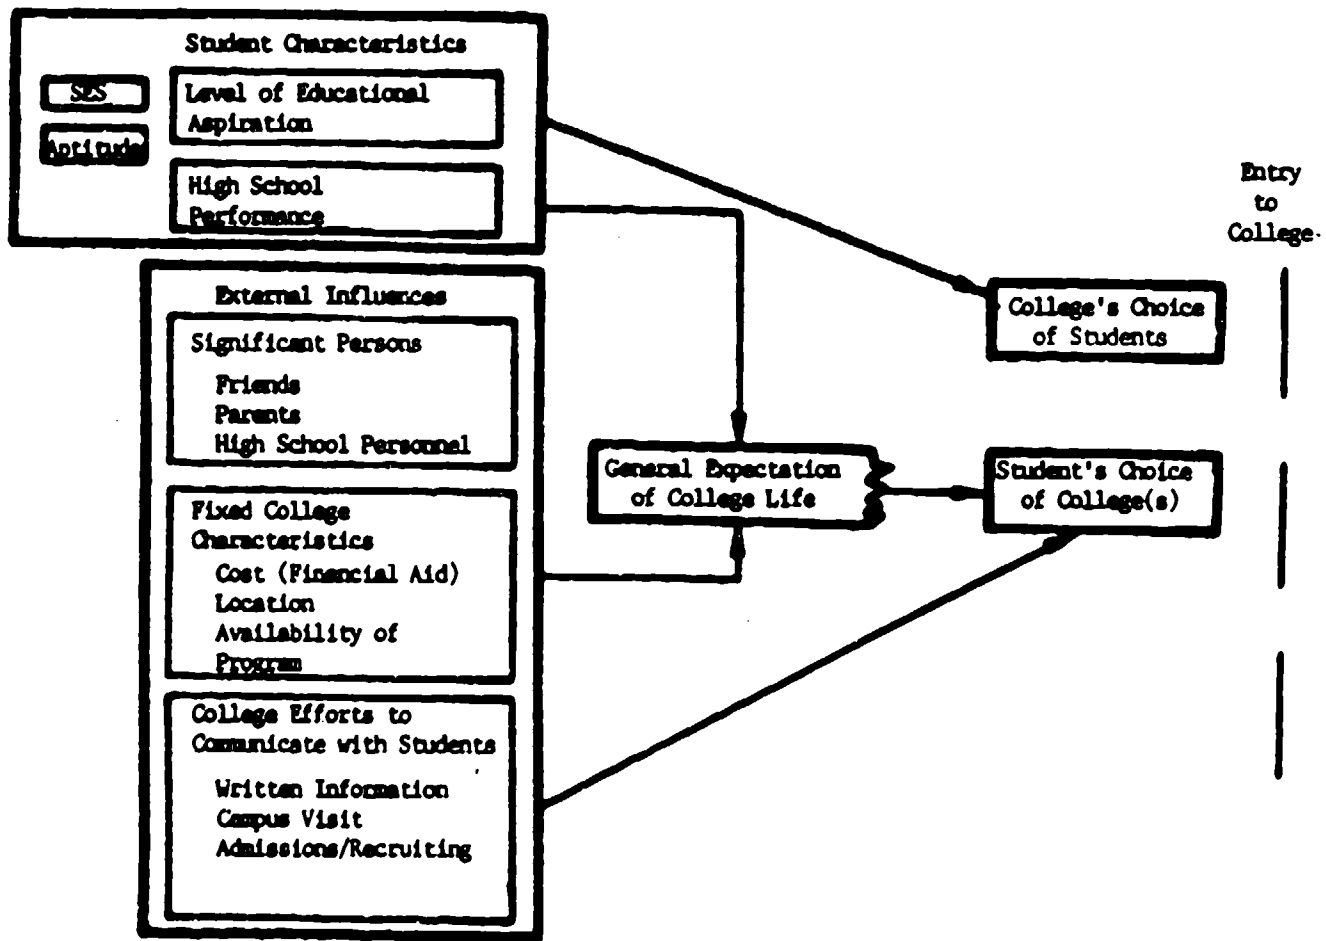 Student Characteristics
SES
Aptitude
Level of Educational
Aspiration
High School
Performance
External Influences
Significant Persons
Friends
Parents
High School Personnel
Fixed College
Characteristics
Cost (Financial Aid)
Location
Availability of
Program
College Efforts to
Communicate with Students
Written Information
Campus Visit
Admissions/Recruiting
General Expectation
of College Life
College's Choice
of Students
Student's Choice
of College(s)
Entry
to
College